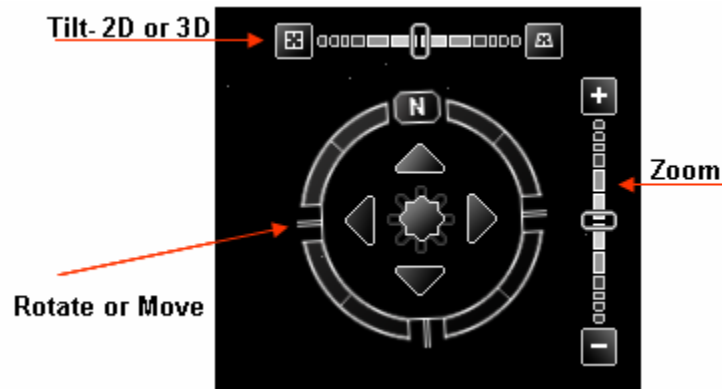 Tilt- 2D or 3D
N
+
Zoom
Rotate or Move
−